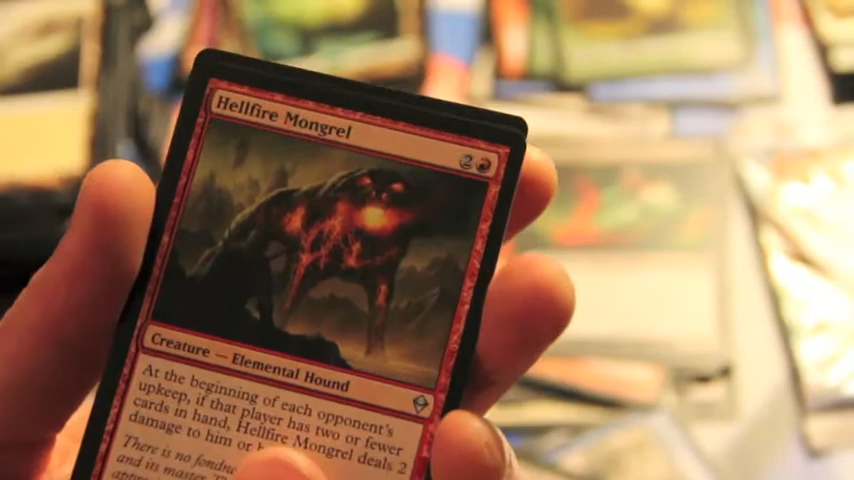 Hellfire Mongrel
2
Creature — Elemental Hound
At the beginning of each opponent's
upkeep, if that player has two or fewer
cards in hand, Hellfire Mongrel deals 2
damage to him or
There is no
and its master.